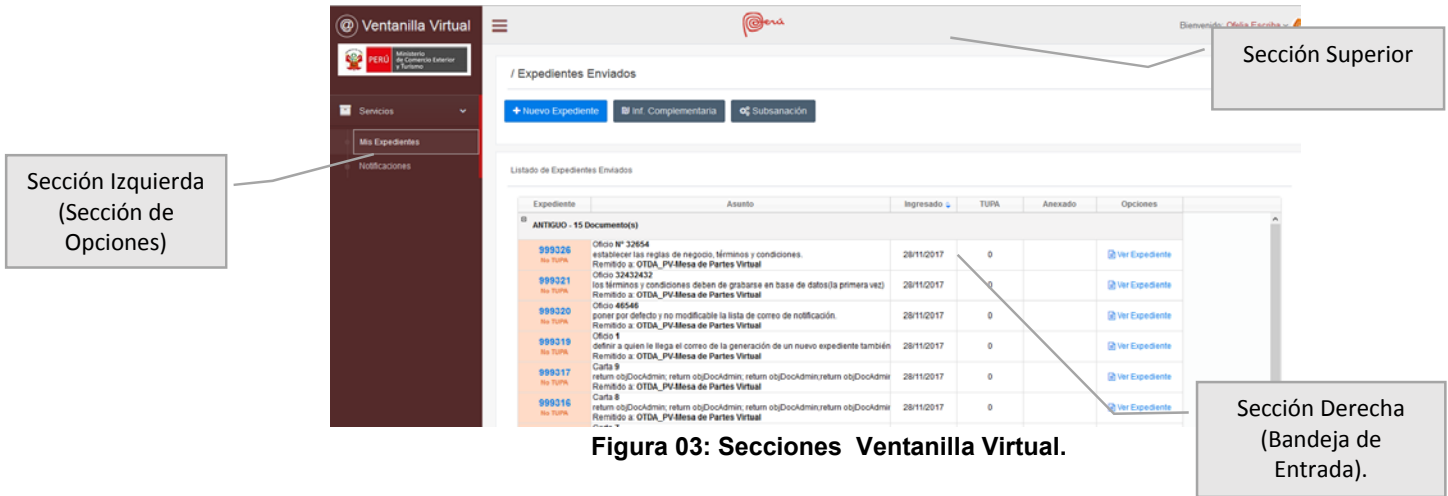 @ Ventanilla Virtual
Perú
Bienvenido: Ofelia Escriba
Sección Superior
PERÚ
Ministerio
de Comercio Exterior
y Turismo
/ Expedientes Enviados
Servicios
Nuevo Expediente
Inf. Complementaria
Subsanación
Mis Expedientes
Notificaciones
Sección Izquierda
(Sección de
Opciones)
Listado de Expedientes Enviados
Expediente Asunto Ingresado TUPA Anexado Opciones
ANTIGUO - 15 Documento(s)
999326
No TUPA
Oficio N° 32654
establecer las reglas de negocio, términos y condiciones.
Remitido a: OTDA_PV-Mesa de Partes Virtual
28/11/2017 0 Ver Expediente
999321
No TUPA
Oficio 32432432
los términos y condiciones deben de grabarse en base de datos(la primera vez)
Remitido a: OTDA_PV-Mesa de Partes Virtual
28/11/2017 0 Ver Expediente
999320
No TUPA
Oficio 46546
poner por defecto y no modificable la lista de correo de notificación.
Remitido a: OTDA_PV-Mesa de Partes Virtual
28/11/2017 0 Ver Expediente
999319
No TUPA
Oficio 1
definir a quien le llega el correo de la generación de un nuevo expediente también
Remitido a: OTDA_PV-Mesa de Partes Virtual
28/11/2017 0 Ver Expediente
999317
No TUPA
Carta 9
return objDocAdmin; return objDocAdmin; return objDocAdmin;return objDocAdmir
Remitido a: OTDA_PV-Mesa de Partes Virtual
28/11/2017 0 Ver Expediente
999316
No TUPA
Carta 8
return objDocAdmin; return objDocAdmin; return objDocAdmin;return objDocAdmir
Remitido a: OTDA_PV-Mesa de Partes Virtual
28/11/2017 0 Ver Expediente
Sección Derecha
(Bandeja de
Entrada).
Figura 03: Secciones Ventanilla Virtual.